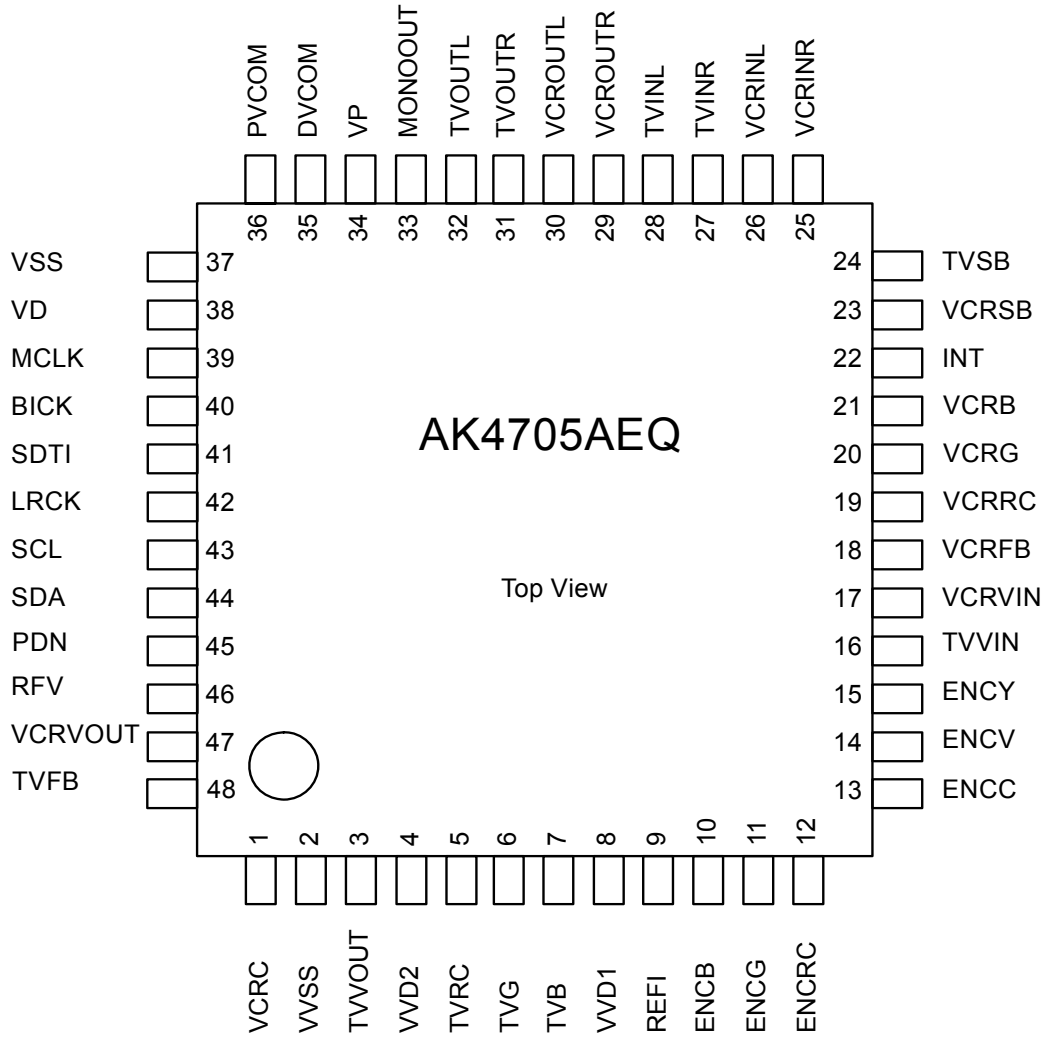 PVCOM
DVCOM
VP
MONOOUT
TVOUTL
TVOUTR
VCROUTL
VCROUTR
TVINL
TVINR
VCRINL
VCRINR
36
35
34
33
32
31
30
29
28
27
26
25
VSS 37
VD 38
MCLK 39
BICK 40
SDTI 41
LRCK 42
SCL 43
SDA 44
PDN 45
RFV 46
VCRVOUT 47
TVFB 48
AK4705AEQ
Top View
24 TVSB
23 VCRSB
22 INT
21 VCRB
20 VCRG
19 VCRRC
18 VCRFB
17 VCRVIN
16 TVVIN
15 ENCY
14 ENCV
13 ENCC
1
2
3
4
5
6
7
8
9
10
11
12
VCRC
VVSS
TVVOUT
VVD2
TVRC
TVG
TVB
VVD1
REFI
ENCB
ENCG
ENCRC